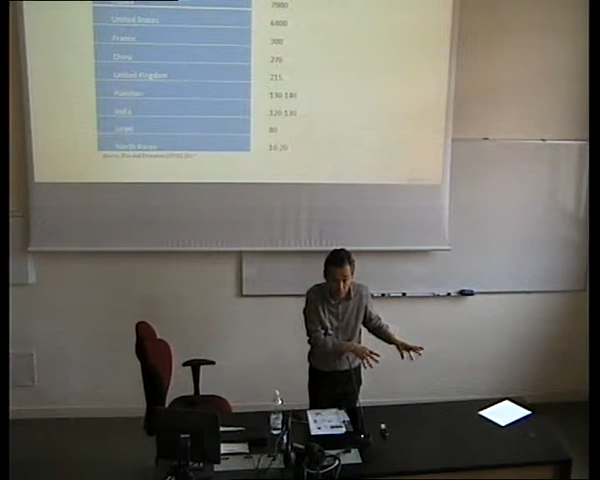 7000
United States 6800
France 300
China 270
United Kingdom 215
Pakistan 130-140
India 120-130
Israel 80
North Korea 10-20